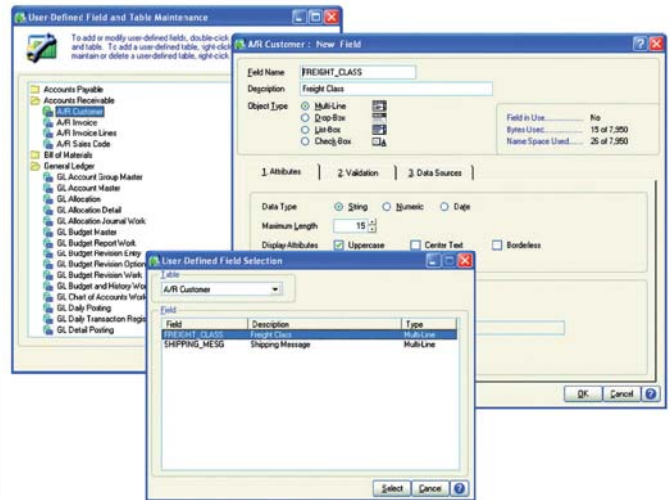 User-Defined Field and Table Maintenance
To add or modify user-defined fields, double-click
and table. To add a user-defined table, right-click
maintain or delete a user-defined table, right-click
Accounts Payable
Accounts Receivable
A/R Customer
A/R Invoice
A/R Invoice Lines
A/R Sales Code
Bill of Materials
General Ledger
GL Account Group Master
GL Account Master
GL Allocation
GL Allocation Detail
GL Allocation Journal Work
GL Budget Master
GL Budget Report Work
GL Budget Revision Entry
GL Budget Revision Option
GL Budget Revision Work
GL Budget and History Wor
GL Chart of Accounts Work
GL Daily Posting
GL Daily Transaction Regis
GL Detail Posting
A/R Customer : New Field
Field Name FREIGHT_CLASS
Description Freight Class
Object Type Multi-Line
Drop-Box
List-Box
Check-Box
Field in Use No
Bytes Used 15 of 7,950
Name Space Used 26 of 7,950
1. Attributes 2. Validation 3. Data Sources
Data Type String Numeric Date
Maximum Length 15
Display Attributes Uppercase Center Text Borderless
OK Cancel
User-Defined Field Selection
Table
A/R Customer
Field
Field Description Type
FREIGHT_CLASS Freight Class Multi-Line
SHIPPING_MESG Shipping Message Multi-Line
Select Cancel